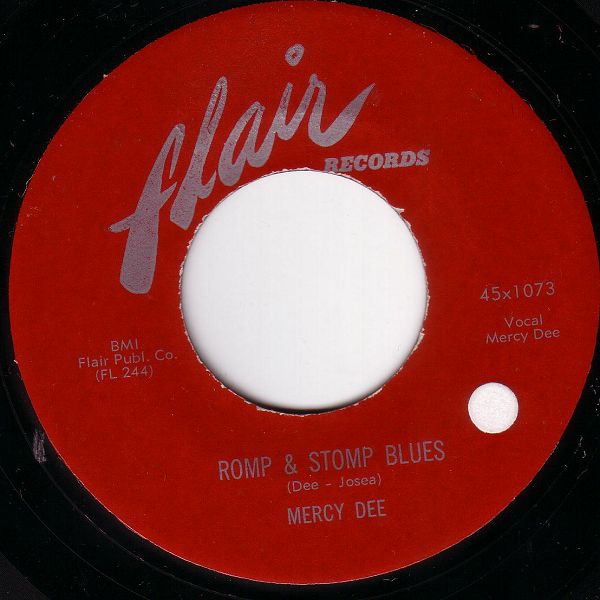 flair
RECORDS
45x1073
Vocal
Mercy Dee
BMI
Flair Publ. Co.
(FL 244)
ROMP & STOMP BLUES
(Dee - Josea)
MERCY DEE